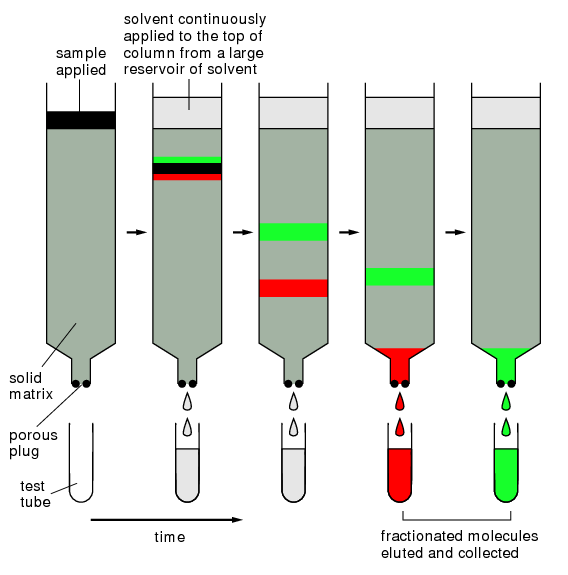 sample
applied
solvent continuously
applied to the top of
column from a large
reservoir of solvent
solid
matrix
porous
plug
test
tube
time
fractionated molecules
eluted and collected